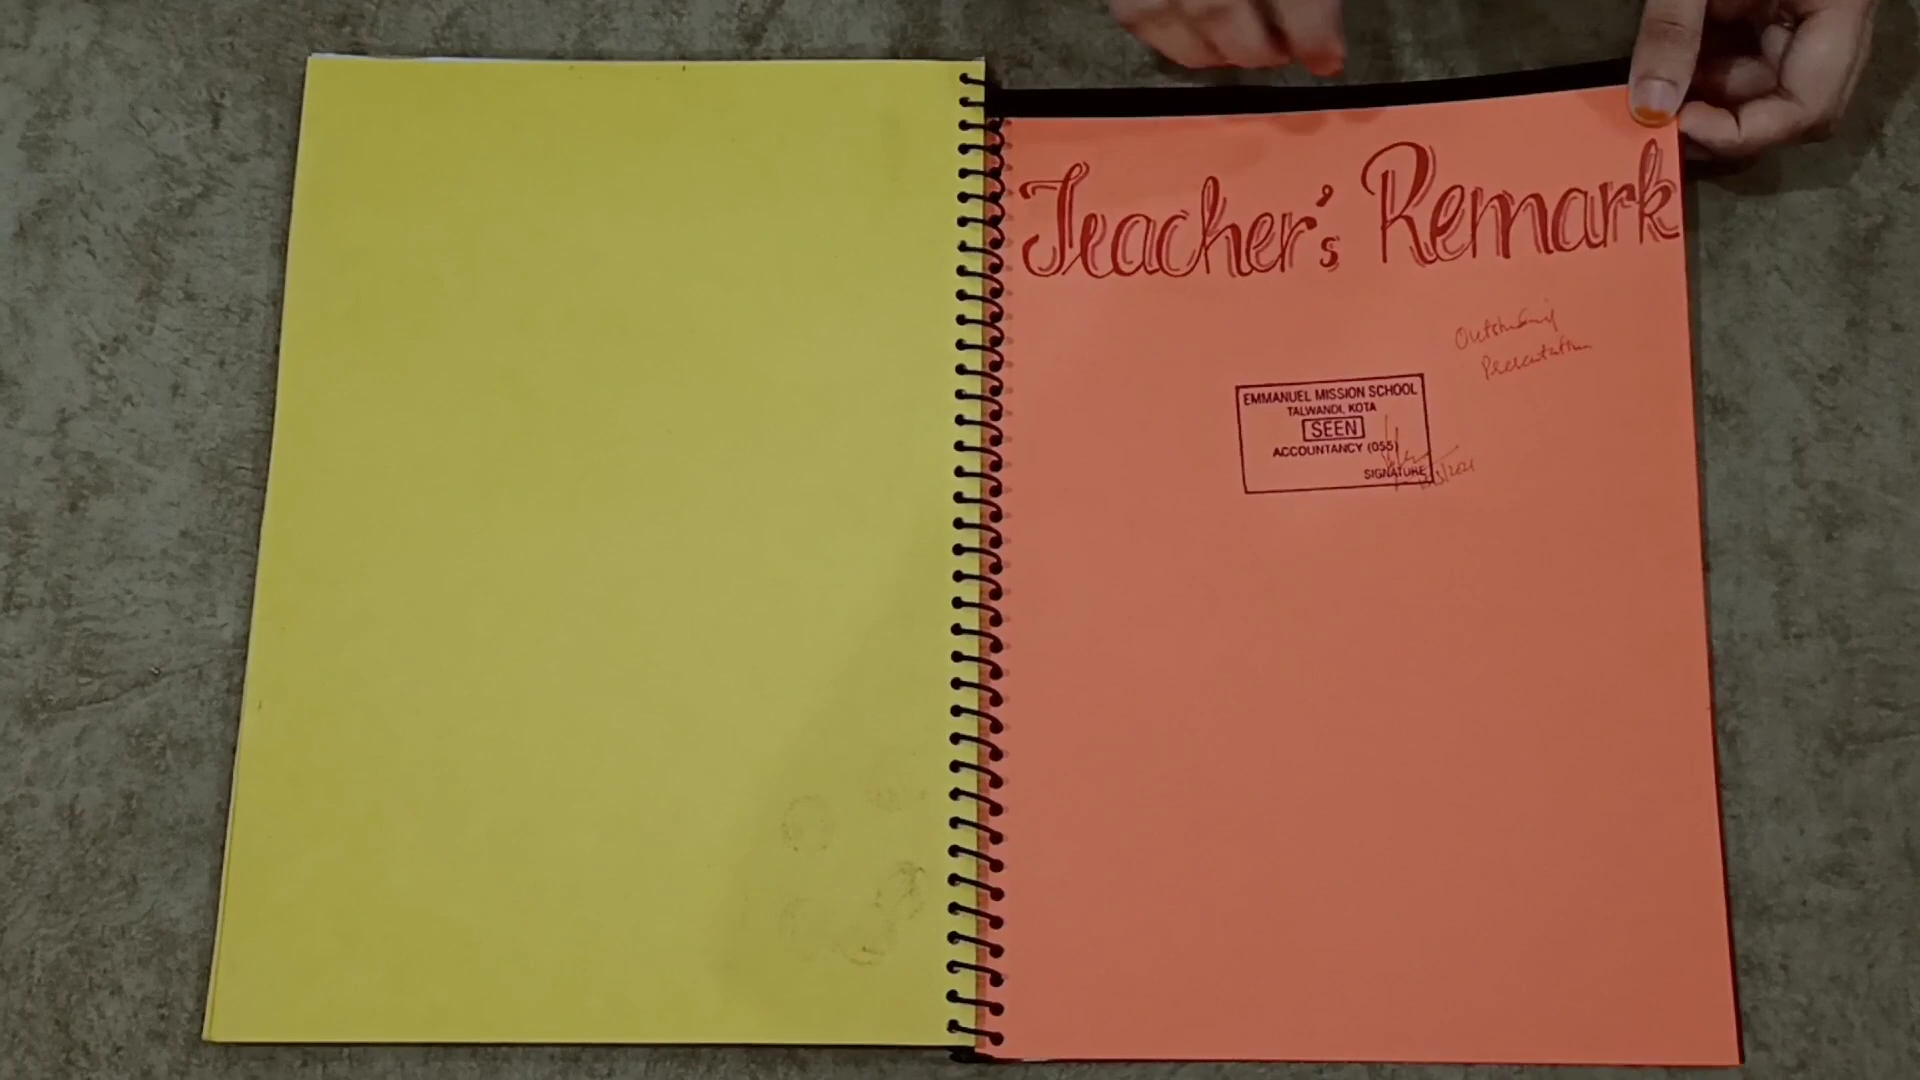 Teacher's Remark
Outstanding
Presentation
EMMANUEL MISSION SCHOOL
TALWANDI, KOTA
SEEN
ACCOUNTANCY (055)
SIGNATURE